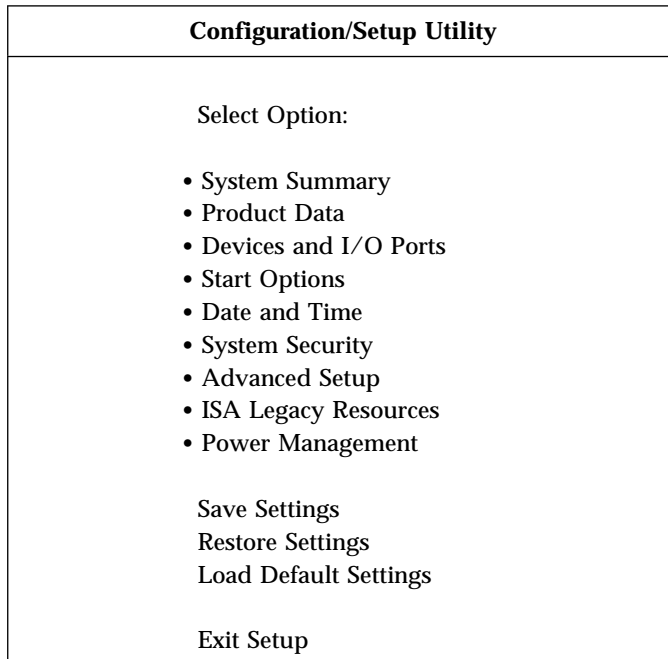 Configuration/Setup Utility
Select Option:
• System Summary
• Product Data
• Devices and I/O Ports
• Start Options
• Date and Time
• System Security
• Advanced Setup
• ISA Legacy Resources
• Power Management
Save Settings
Restore Settings
Load Default Settings
Exit Setup